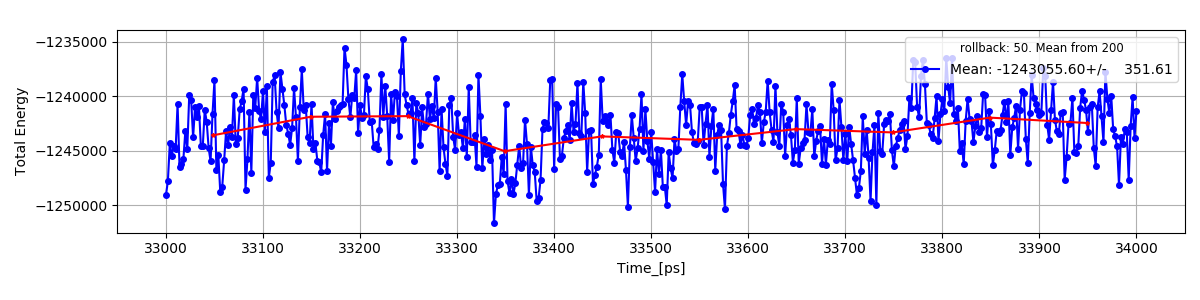 rollback: 50. Mean from 200
Mean: -1243055.60+/- 351.61
Total Energy
−1235000
−1240000
−1245000
−1250000
33000 33100 33200 33300 33400 33500 33600 33700 33800 33900 34000
Time_[ps]